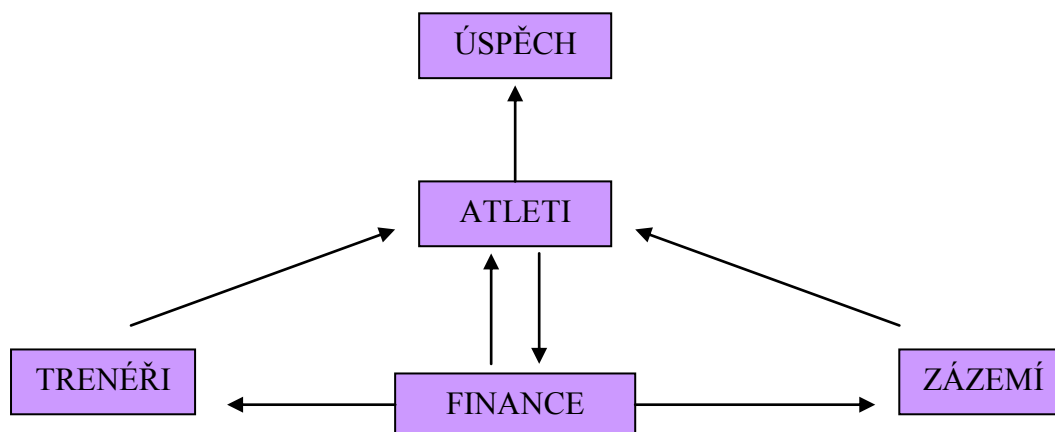 ÚSPĚCH
ATLETI
TRENÉŘI
FINANCE
ZÁZEMÍ